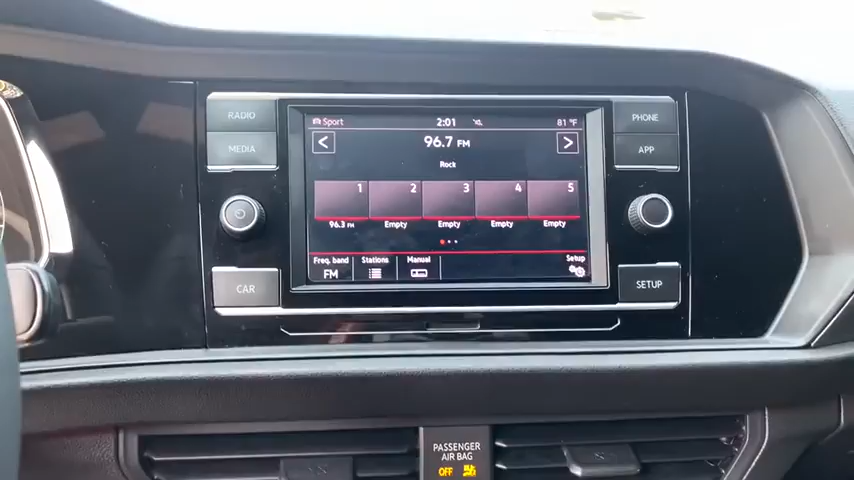 RADIO
MEDIA
CAR
Sport
2:01
81 °F
96.7 FM
Rock
1
2
3
4
5
96.3 FM
Empty
Empty
Empty
Empty
Freq. band
FM
Stations
Manual
Setup
PHONE
APP
SETUP
PASSENGER
AIR BAG
OFF